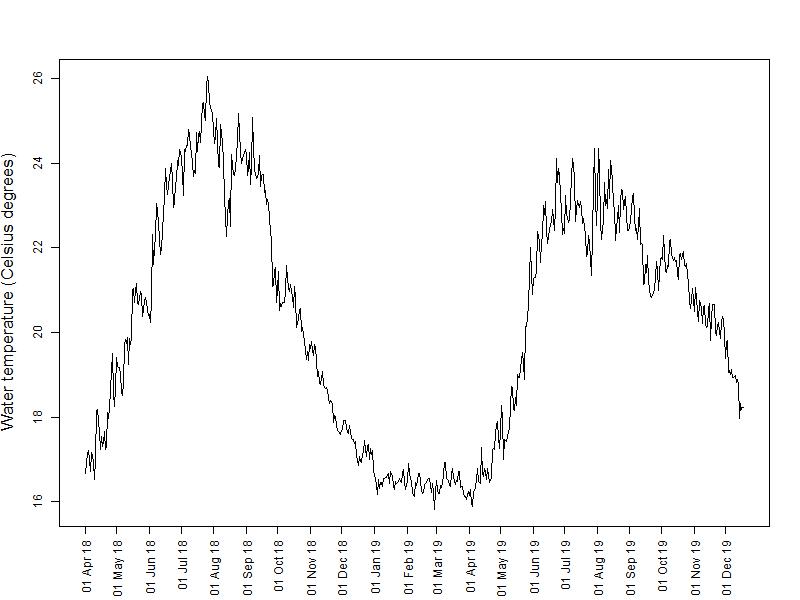 Water temperature (Celsius degrees)
26
24
22
20
18
16
01 Apr 18
01 May 18
01 Jun 18
01 Jul 18
01 Aug 18
01 Sep 18
01 Oct 18
01 Nov 18
01 Dec 18
01 Jan 19
01 Feb 19
01 Mar 19
01 Apr 19
01 May 19
01 Jun 19
01 Jul 19
01 Aug 19
01 Sep 19
01 Oct 19
01 Nov 19
01 Dec 19